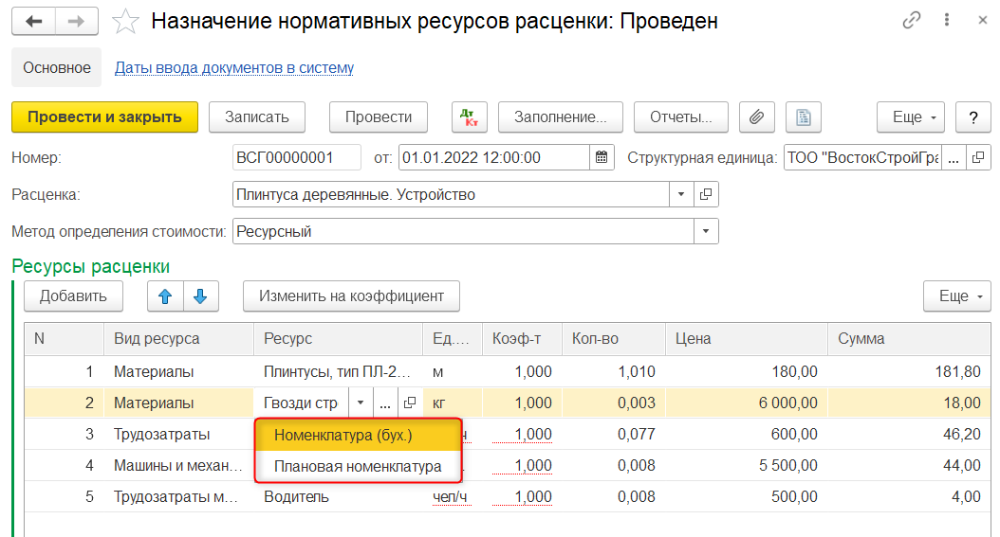 Назначение нормативных ресурсов расценки: Проведен
Основное Даты ввода документов в систему
Провести и закрыть Записать Провести Дт Кт Заполнение... Отчеты... Еще ?
Номер: ВСГ00000001 от: 01.01.2022 12:00:00 Структурная единица: ТОО "ВостокСтройГра ...
Расценка: Плинтуса деревянные. Устройство
Метод определения стоимости: Ресурсный
Ресурсы расценки
Добавить Изменить на коэффициент Еще
N Вид ресурса Ресурс Ед.... Коэф-т Кол-во Цена Сумма
1 Материалы Плинтусы, тип ПЛ-2... м 1,000 1,010 180,00 181,80
2 Материалы Гвозди стр ... кг 1,000 0,003 6 000,00 18,00
3 Трудозатраты Номенклатура (бух.) ч 1,000 0,077 600,00 46,20
4 Машины и механ... Плановая номенклатура 1,000 0,008 5 500,00 44,00
5 Трудозатраты м... Водитель чел/ч 1,000 0,008 500,00 4,00